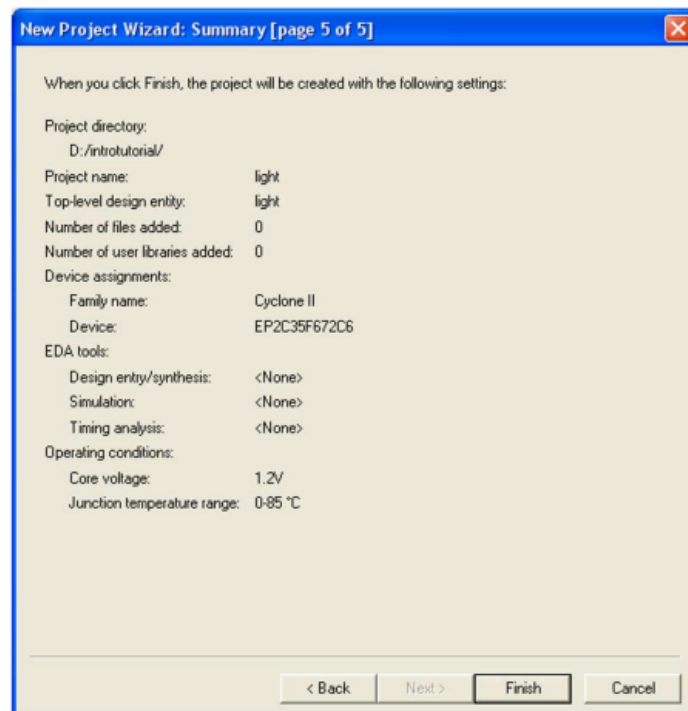 New Project Wizard: Summary [page 5 of 5]
When you click Finish, the project will be created with the following settings:
Project directory:
D:/introtutorial/
Project name: light
Top-level design entity: light
Number of files added: 0
Number of user libraries added: 0
Device assignments:
Family name: Cyclone II
Device: EP2C35F672C6
EDA tools:
Design entry/synthesis: <None>
Simulation: <None>
Timing analysis: <None>
Operating conditions:
Core voltage: 1.2V
Junction temperature range: 0-85 °C
< Back Next > Finish Cancel